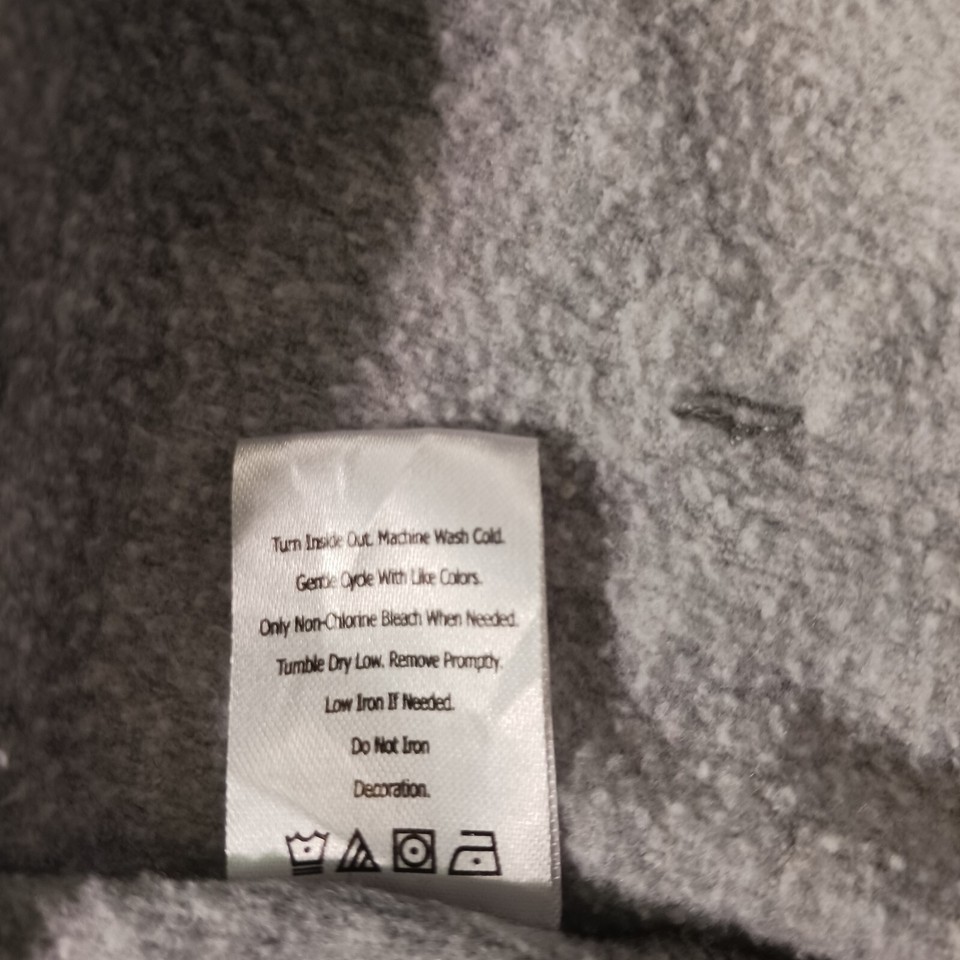 Turn Inside Out. Machine Wash Cold.
Gentle Cycle With Like Colors.
Only Non-Chlorine Bleach When Needed.
Tumble Dry Low. Remove Promptly.
Low Iron If Needed.
Do Not Iron
Decoration.